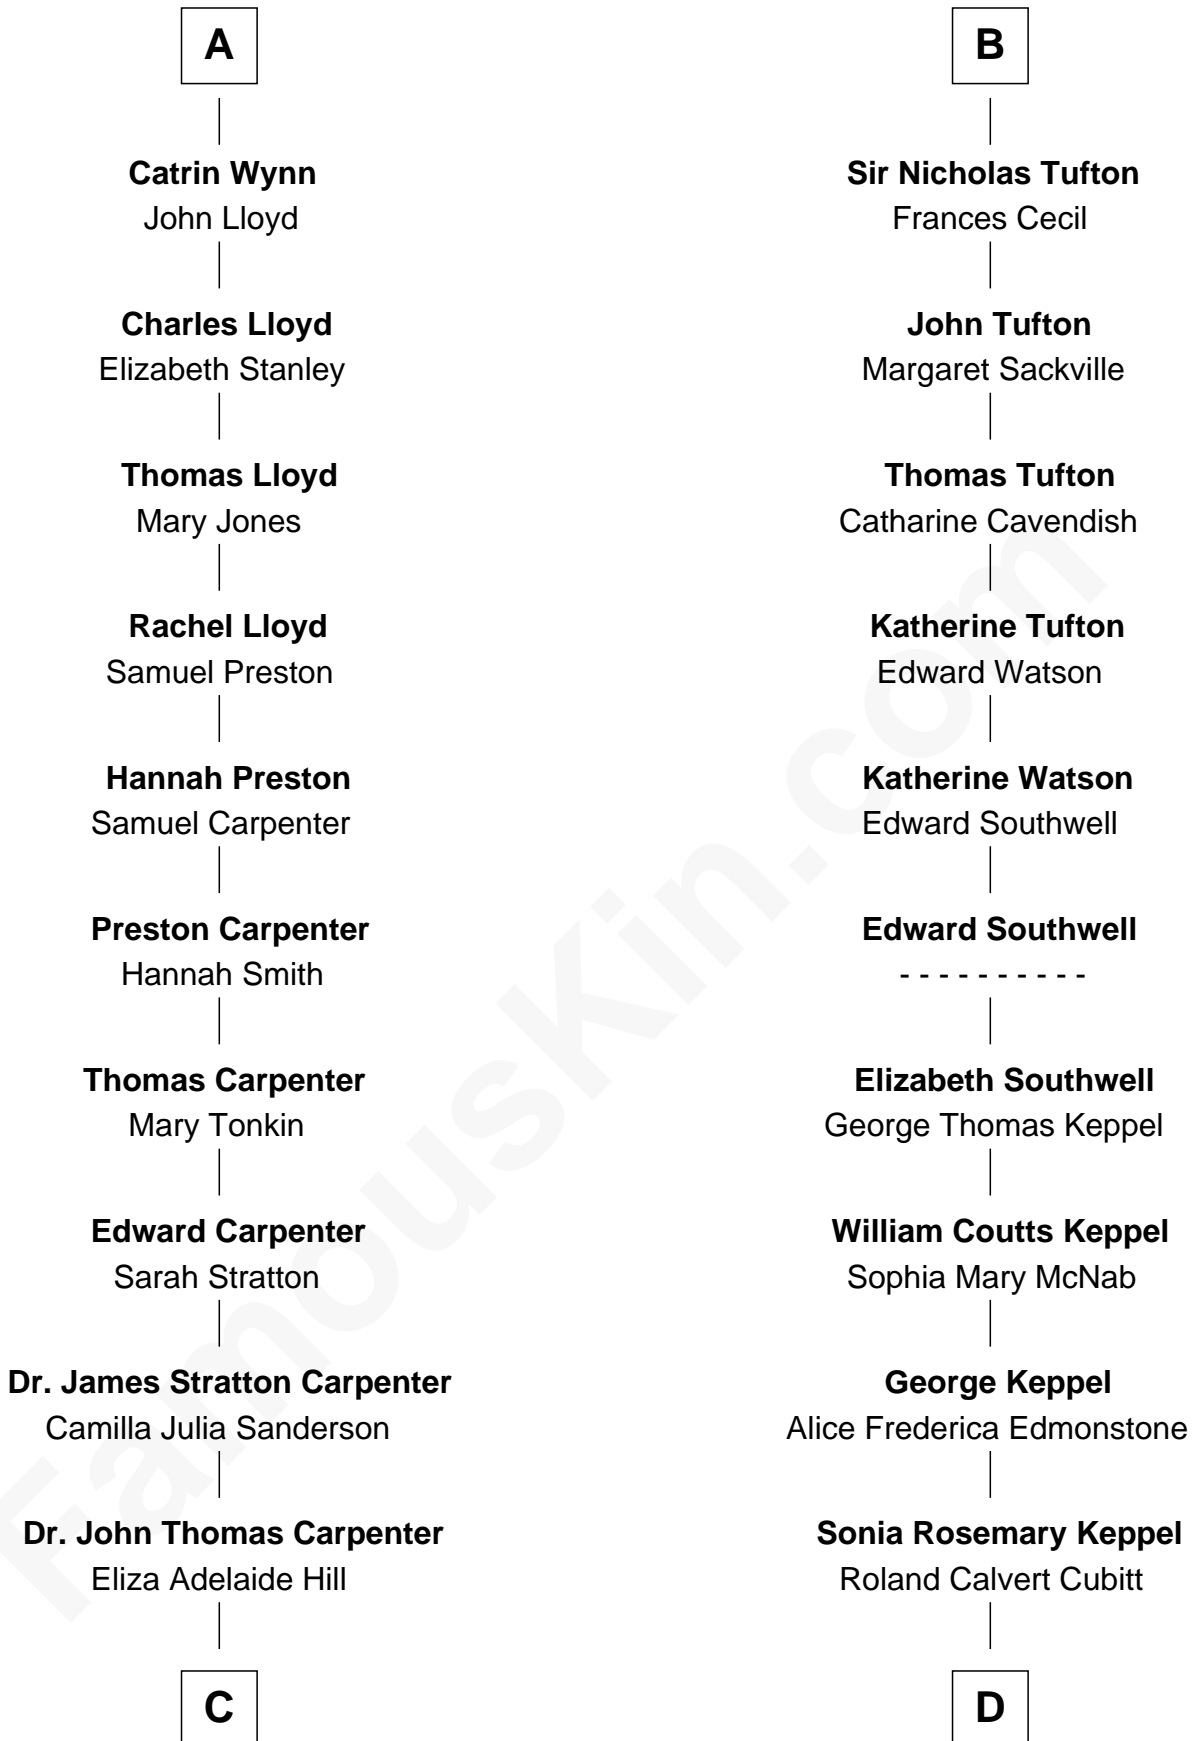 A
Catrin Wynn
John Lloyd
Charles Lloyd
Elizabeth Stanley
Thomas Lloyd
Mary Jones
Rachel Lloyd
Samuel Preston
Hannah Preston
Samuel Carpenter
Preston Carpenter
Hannah Smith
Thomas Carpenter
Mary Tonkin
Edward Carpenter
Sarah Stratton
Dr. James Stratton Carpenter
Camilla Julia Sanderson
Dr. John Thomas Carpenter
Eliza Adelaide Hill
C
B
Sir Nicholas Tufton
Frances Cecil
John Tufton
Margaret Sackville
Thomas Tufton
Catharine Cavendish
Katherine Tufton
Edward Watson
Katherine Watson
Edward Southwell
Edward Southwell
- - - - - - - - - -
Elizabeth Southwell
George Thomas Keppel
William Coutts Keppel
Sophia Mary McNab
George Keppel
Alice Frederica Edmonstone
Sonia Rosemary Keppel
Roland Calvert Cubitt
D
FamousKin.com